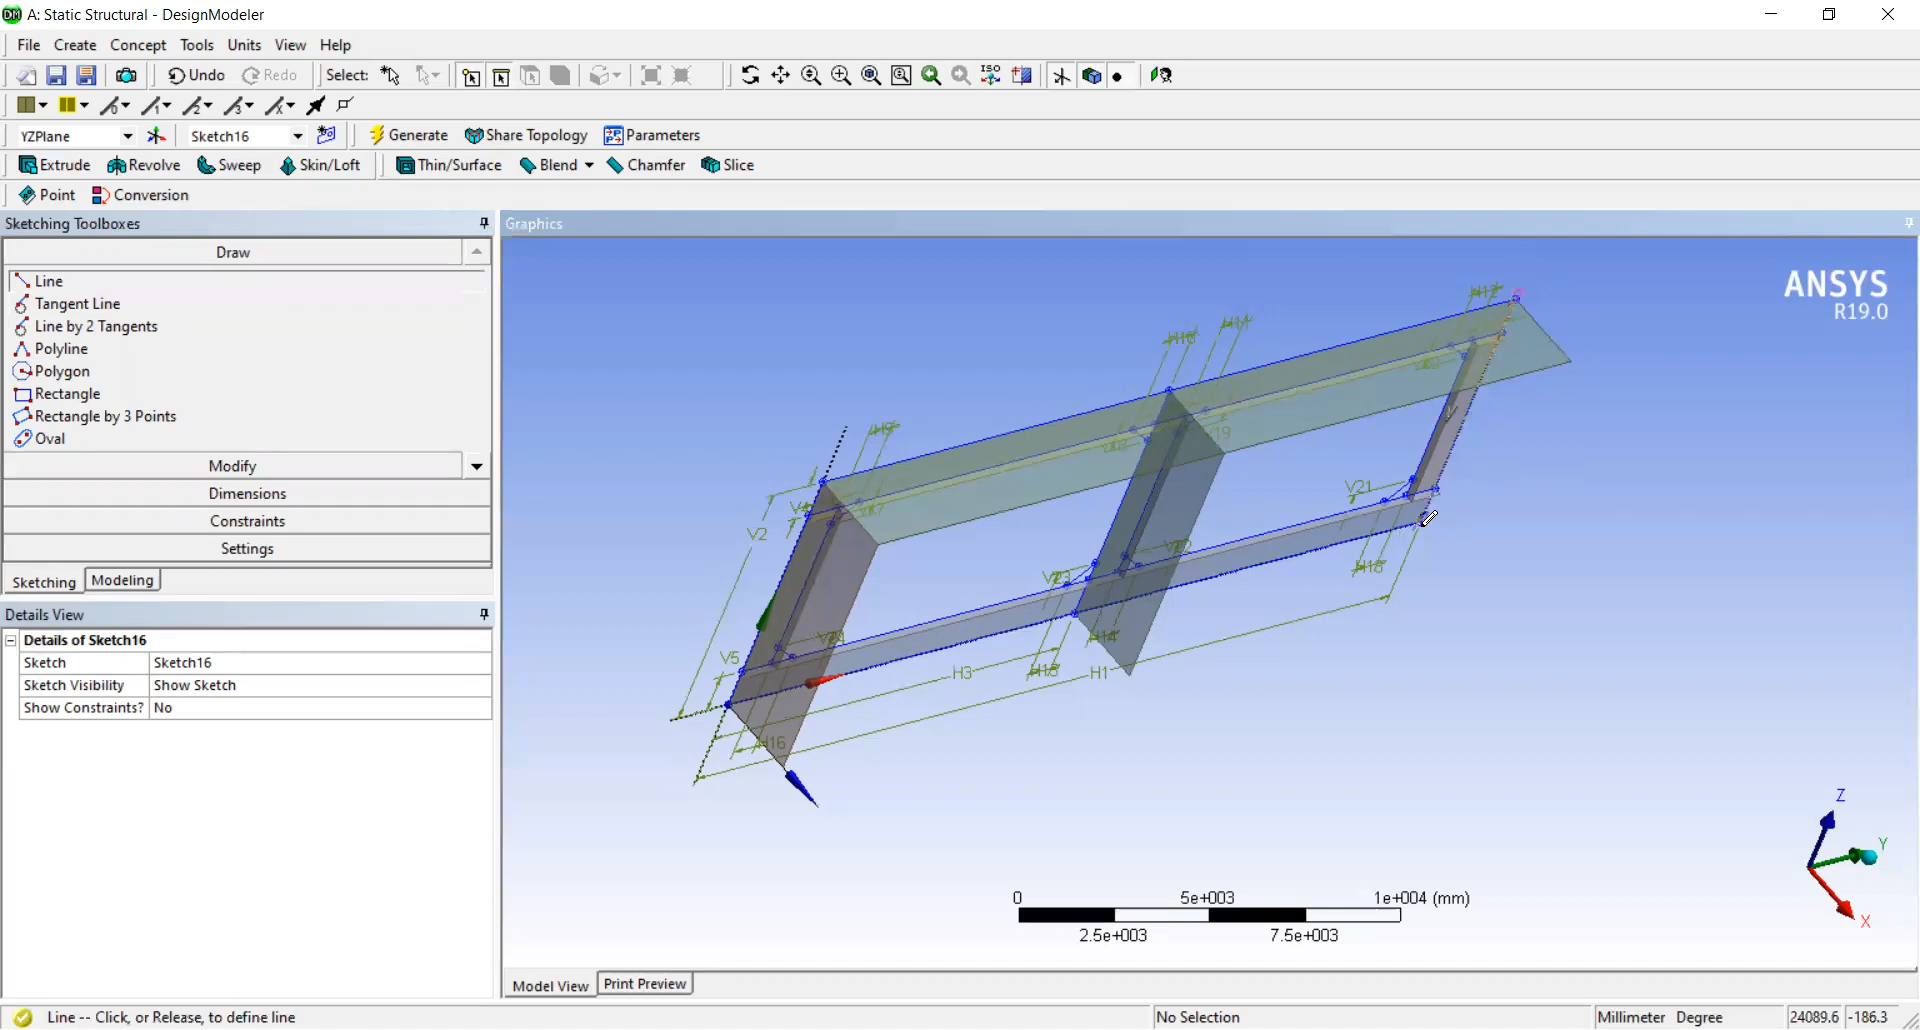 A: Static Structural - DesignModeler
File Create Concept Tools Units View Help
Undo Redo Select: ISO
YZPlane Sketch16 Generate Share Topology Parameters
Extrude Revolve Sweep Skin/Loft Thin/Surface Blend Chamfer Slice
Point Conversion
Sketching Toolboxes
Draw
Line
Tangent Line
Line by 2 Tangents
Polyline
Polygon
Rectangle
Rectangle by 3 Points
Oval
Modify
Dimensions
Constraints
Settings
Sketching Modeling
Details View
Details of Sketch16
Sketch Sketch16
Sketch Visibility Show Sketch
Show Constraints? No
Graphics
ANSYS
R19.0
H12
H11
H9
V2
V21
V23
H18
V5
H3
H1
H16
Z
Y
X
0 5e+003 1e+004 (mm)
2.5e+003 7.5e+003
Model View Print Preview
Line -- Click, or Release, to define line No Selection Millimeter Degree 24089.6 -186.3